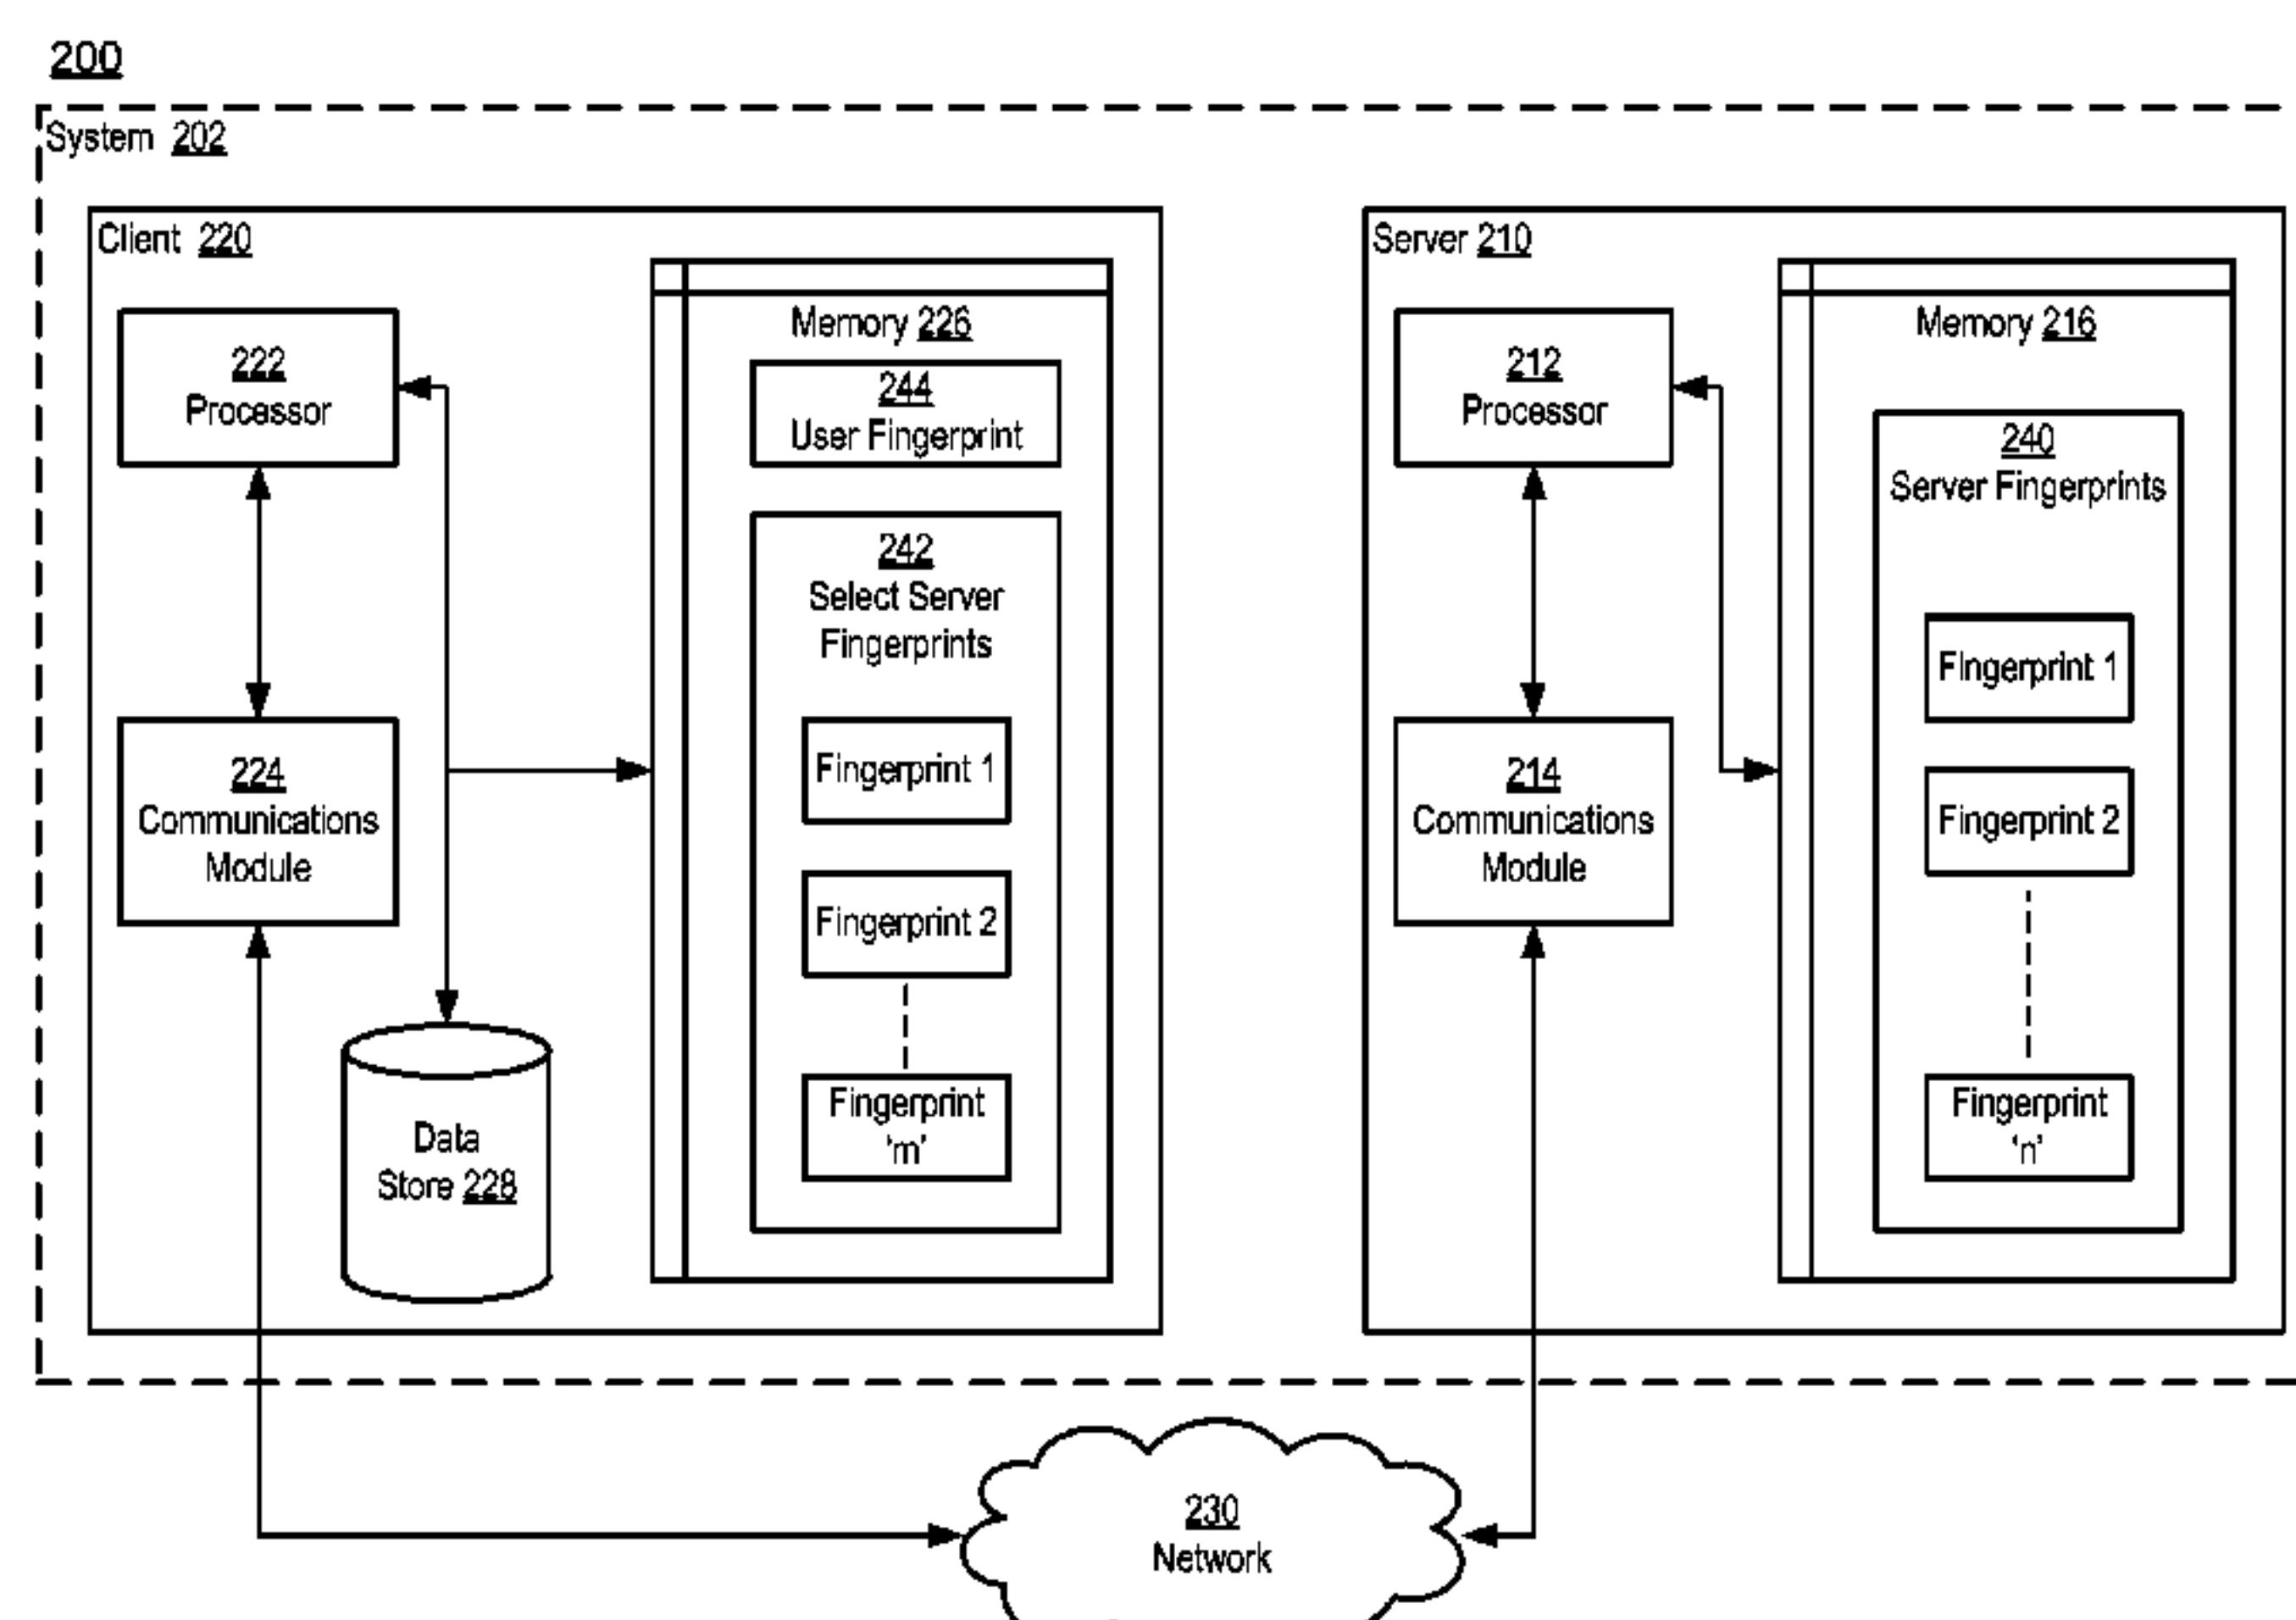 200
System 202
Client 220
222
Processor
224
Communications
Module
Data
Store 228
Memory 226
244
User Fingerprint
242
Select Server
Fingerprints
Fingerprint 1
Fingerprint 2
Fingerprint
'm'
Server 210
212
Processor
214
Communications
Module
Memory 216
240
Server Fingerprints
Fingerprint 1
Fingerprint 2
Fingerprint
'n'
230
Network